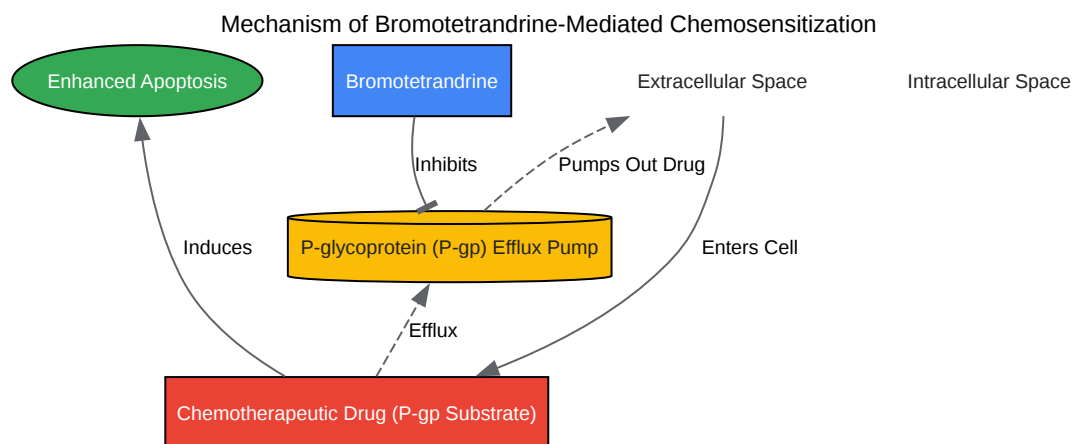 Mechanism of Bromotetrandrine-Mediated Chemosensitization
Enhanced Apoptosis
Bromotetrandrine
Extracellular Space
Intracellular Space
Inhibits
Pumps Out Drug
Induces
P-glycoprotein (P-gp) Efflux Pump
Enters Cell
Efflux
Chemotherapeutic Drug (P-gp Substrate)